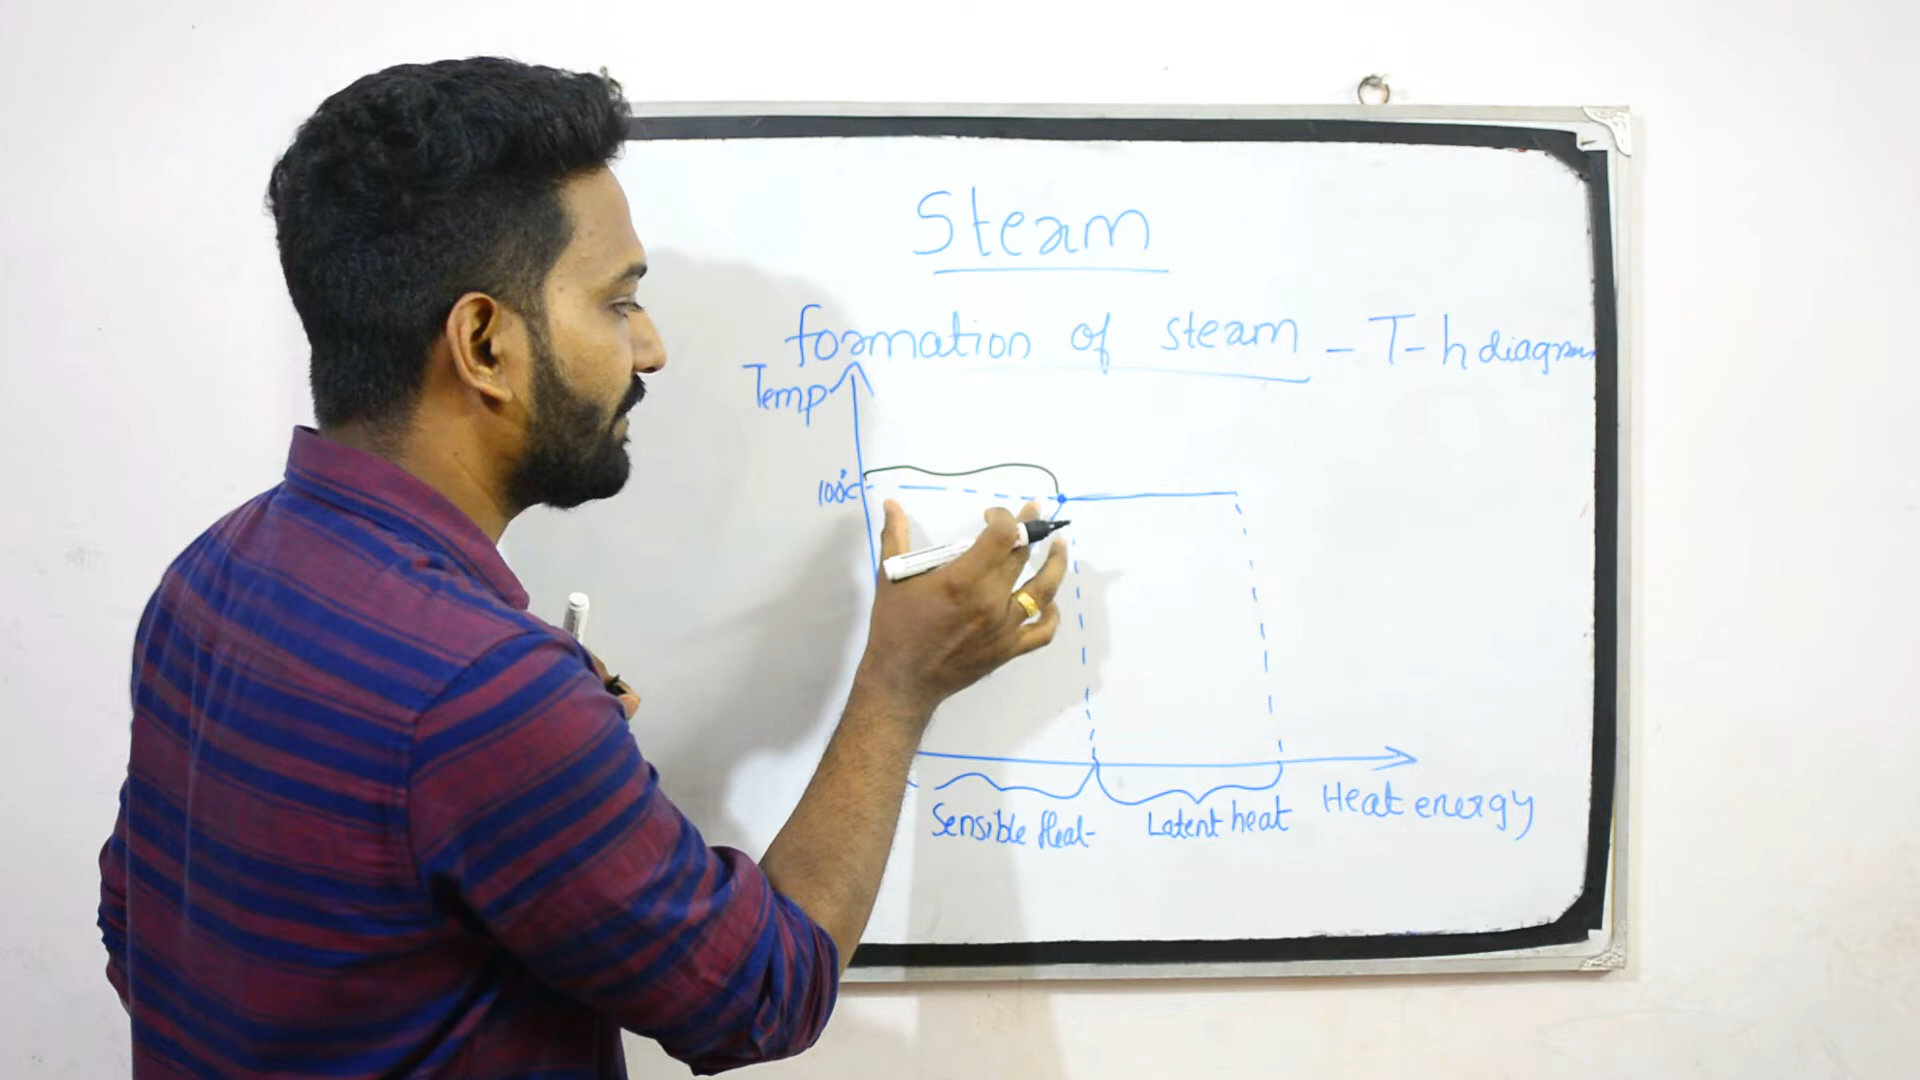 Steam
formation of steam - T-h diagram
Temp
100°C
Sensible Heat
Latent heat
Heat energy